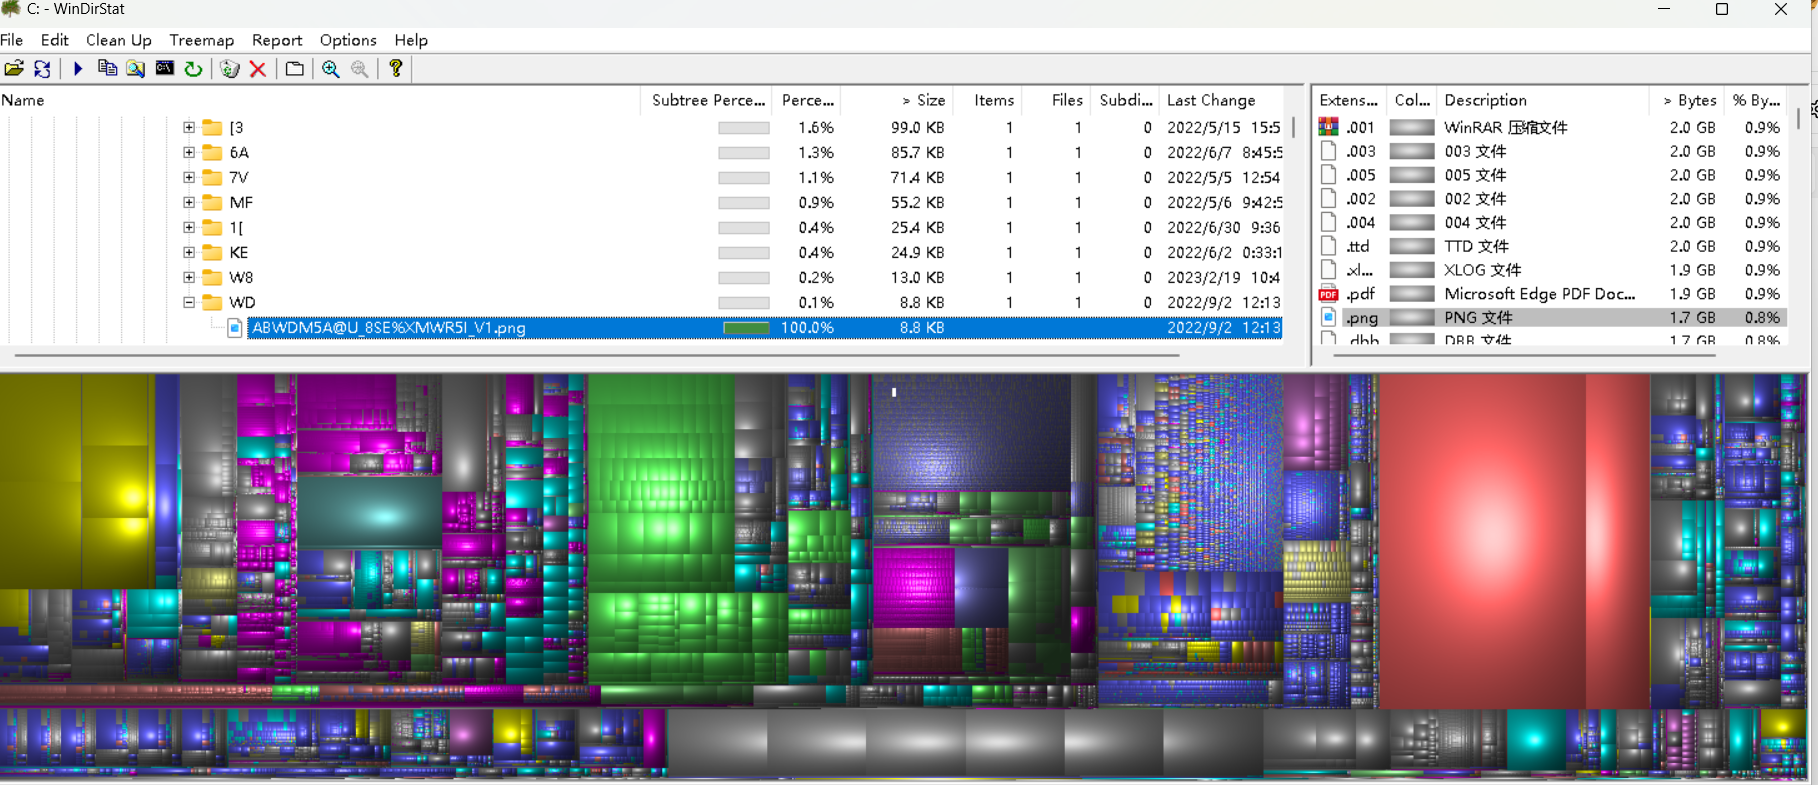 C: - WinDirStat
File Edit Clean Up Treemap Report Options Help
Name Subtree Perce... Perce... > Size Items Files Subdi... Last Change
[3 1.6% 99.0 KB 1 1 0 2022/5/15 15:5
6A 1.3% 85.7 KB 1 1 0 2022/6/7 8:45:5
7V 1.1% 71.4 KB 1 1 0 2022/5/5 12:54
MF 0.9% 55.2 KB 1 1 0 2022/5/6 9:42:5
1[ 0.4% 25.4 KB 1 1 0 2022/6/30 9:36
KE 0.4% 24.9 KB 1 1 0 2022/6/2 0:33:1
W8 0.2% 13.0 KB 1 1 0 2023/2/19 10:4
WD 0.1% 8.8 KB 1 1 0 2022/9/2 12:13
ABWDM5A@U_8SE%XMWR5I_V1.png 100.0% 8.8 KB 2022/9/2 12:13
Extens... Col... Description > Bytes % By...
.001 WinRAR 压缩文件 2.0 GB 0.9%
.003 003 文件 2.0 GB 0.9%
.005 005 文件 2.0 GB 0.9%
.002 002 文件 2.0 GB 0.9%
.004 004 文件 2.0 GB 0.9%
.ttd TTD 文件 2.0 GB 0.9%
.xl... XLOG 文件 1.9 GB 0.9%
PDF .pdf Microsoft Edge PDF Doc... 1.9 GB 0.9%
.png PNG 文件 1.7 GB 0.8%
1.7 GB 0.8%